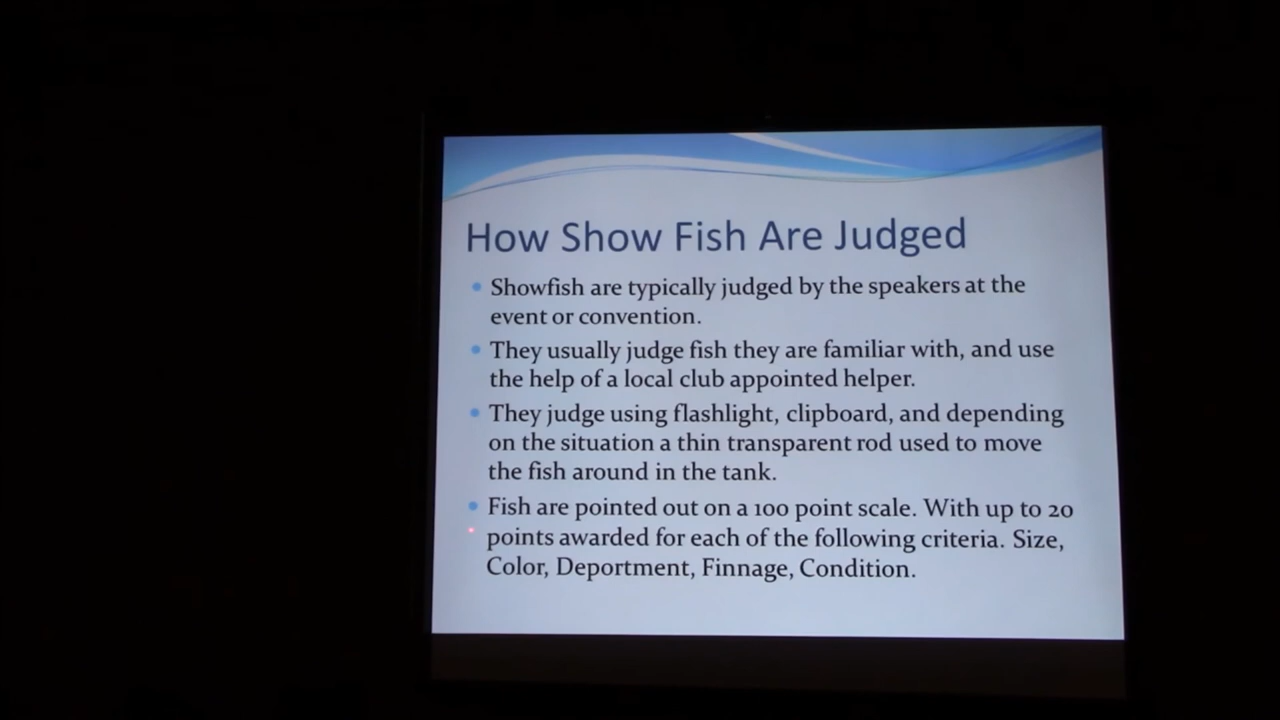 How Show Fish Are Judged
• Showfish are typically judged by the speakers at the
event or convention.
• They usually judge fish they are familiar with, and use
the help of a local club appointed helper.
• They judge using flashlight, clipboard, and depending
on the situation a thin transparent rod used to move
the fish around in the tank.
• Fish are pointed out on a 100 point scale. With up to 20
points awarded for each of the following criteria. Size,
Color, Deportment, Finnage, Condition.